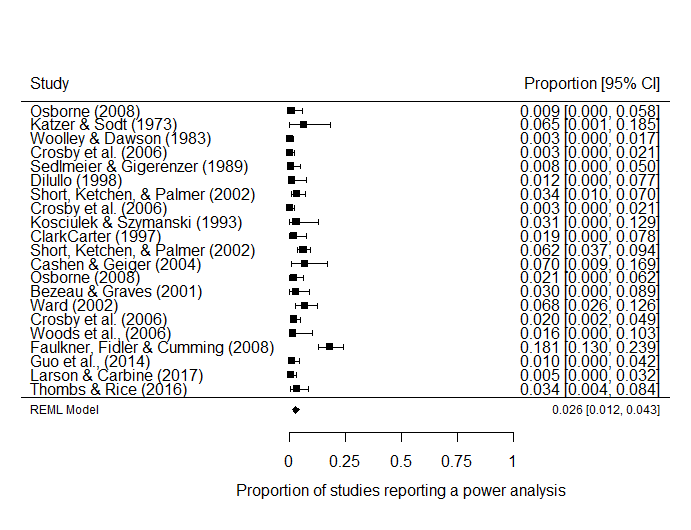 Study Proportion [95% CI]
Osborne (2008) 0.009 [0.000, 0.058]
Katzer & Sodt (1973) 0.065 [0.001, 0.185]
Woolley & Dawson (1983) 0.003 [0.000, 0.017]
Crosby et al. (2006) 0.003 [0.000, 0.021]
Sedlmeier & Gigerenzer (1989) 0.008 [0.000, 0.050]
Dilullo (1998) 0.012 [0.000, 0.077]
Short, Ketchen, & Palmer (2002) 0.034 [0.010, 0.070]
Crosby et al. (2006) 0.003 [0.000, 0.021]
Kosciulek & Szymanski (1993) 0.031 [0.000, 0.129]
ClarkCarter (1997) 0.019 [0.000, 0.078]
Short, Ketchen, & Palmer (2002) 0.062 [0.037, 0.094]
Cashen & Geiger (2004) 0.070 [0.009, 0.169]
Osborne (2008) 0.021 [0.000, 0.062]
Bezeau & Graves (2001) 0.030 [0.000, 0.089]
Ward (2002) 0.068 [0.026, 0.126]
Crosby et al. (2006) 0.020 [0.002, 0.049]
Woods et al., (2006) 0.016 [0.000, 0.103]
Faulkner, Fidler & Cumming (2008) 0.181 [0.130, 0.239]
Guo et al., (2014) 0.010 [0.000, 0.042]
Larson & Carbine (2017) 0.005 [0.000, 0.032]
Thombs & Rice (2016) 0.034 [0.004, 0.084]
REML Model 0.026 [0.012, 0.043]
0 0.25 0.5 0.75 1
Proportion of studies reporting a power analysis